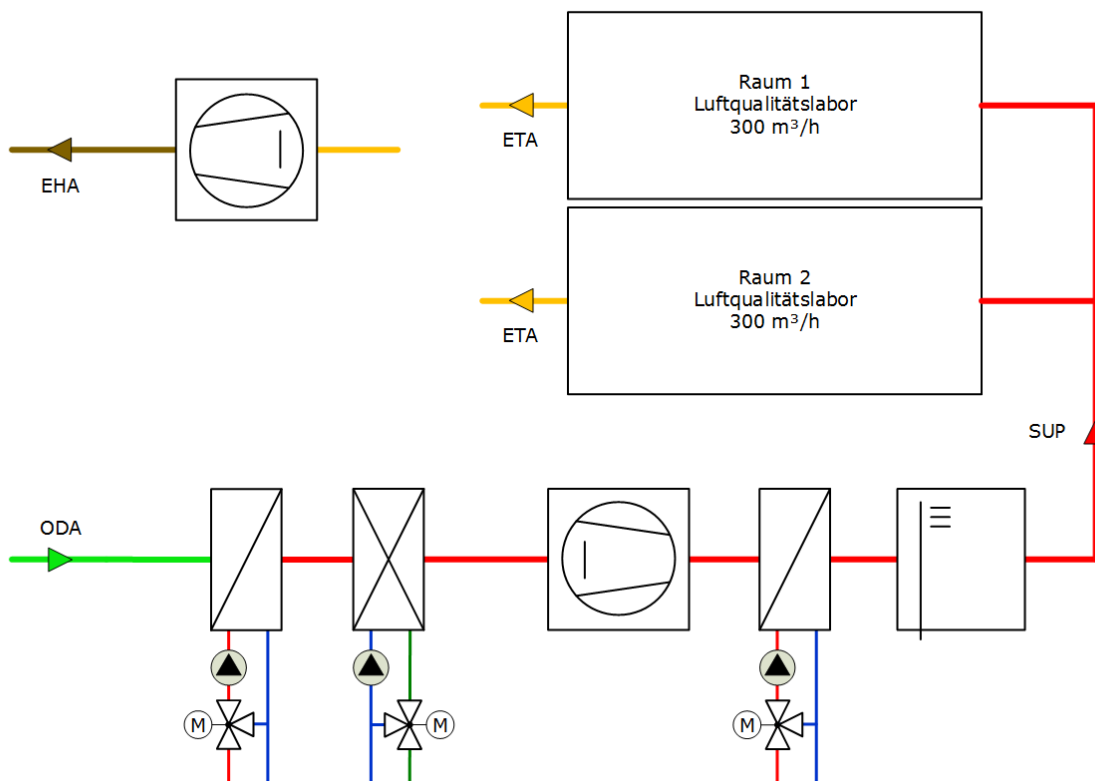 Raum 1
Luftqualitätslabor
300 m³/h
ETA
EHA
Raum 2
Luftqualitätslabor
300 m³/h
ETA
SUP
ODA
M
M
M